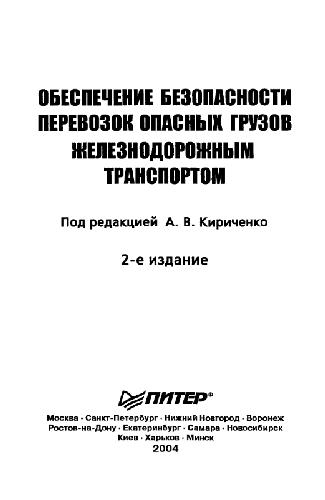 ОБЕСПЕЧЕНИЕ БЕЗОПАСНОСТИ
ПЕРЕВОЗОК ОПАСНЫХ ГРУЗОВ
ЖЕЛЕЗНОДОРОЖНЫМ
ТРАНСПОРТОМ
Под редакцией А. В. Кириченко
2-е издание
ПИТЕР®
Москва · Санкт-Петербург · Нижний Новгород · Воронеж
Ростов-на-Дону · Екатеринбург · Самара · Новосибирск
Киев · Харьков · Минск
2004